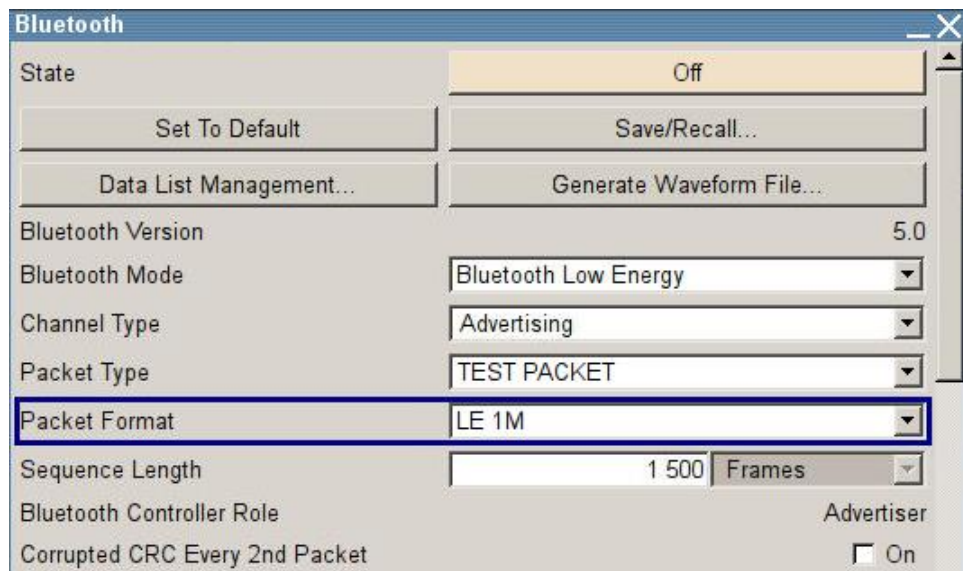 Bluetooth
State Off
Set To Default Save/Recall...
Data List Management... Generate Waveform File...
Bluetooth Version 5.0
Bluetooth Mode Bluetooth Low Energy
Channel Type Advertising
Packet Type TEST PACKET
Packet Format LE 1M
Sequence Length 1 500 Frames
Bluetooth Controller Role Advertiser
Corrupted CRC Every 2nd Packet On